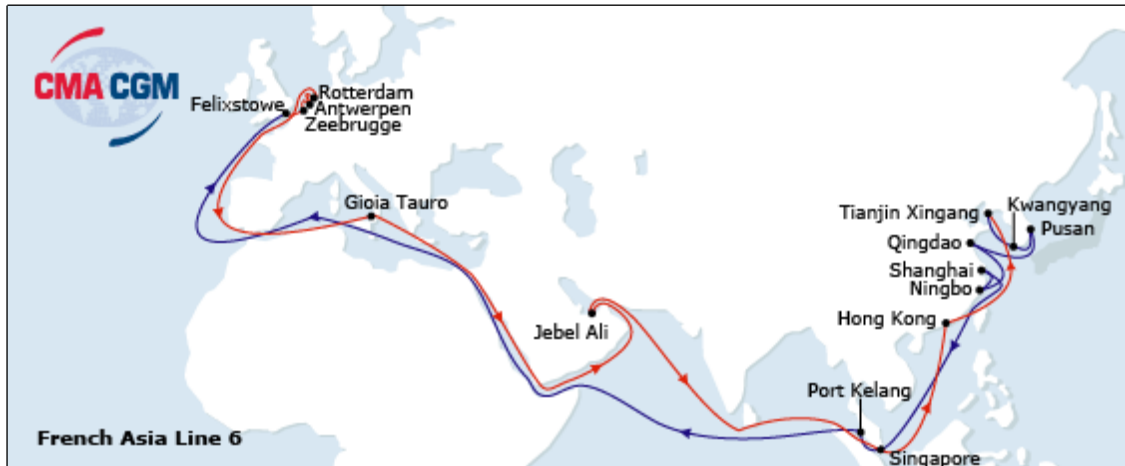 CMA CGM
Rotterdam
Felixstowe
Antwerpen
Zeebrugge
Gioia Tauro
Kwangyang
Tianjin Xingang
Pusan
Qingdao
Shanghai
Ningbo
Hong Kong
Jebel Ali
Port Kelang
French Asia Line 6
Singapore